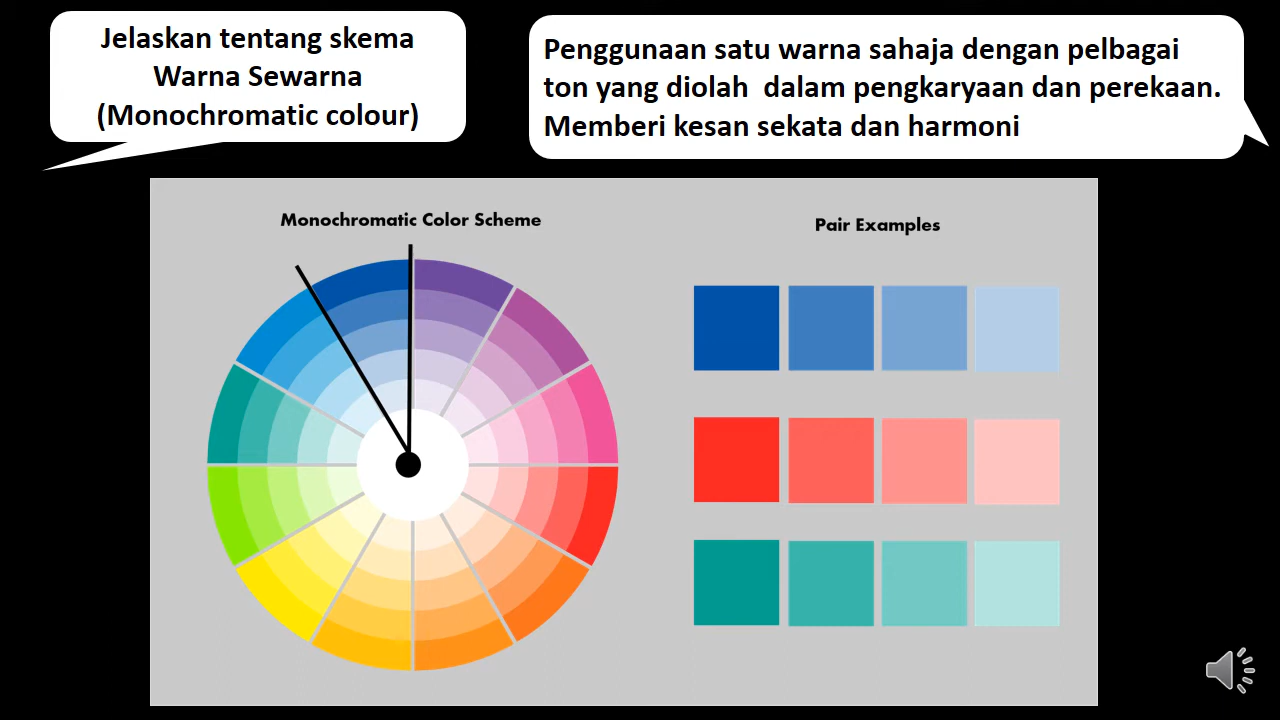 Jelaskan tentang skema
Warna Sewarna
(Monochromatic colour)
Penggunaan satu warna sahaja dengan pelbagai
ton yang diolah  dalam pengkaryaan dan perekaan.
Memberi kesan sekata dan harmoni
Monochromatic Color Scheme
Pair Examples